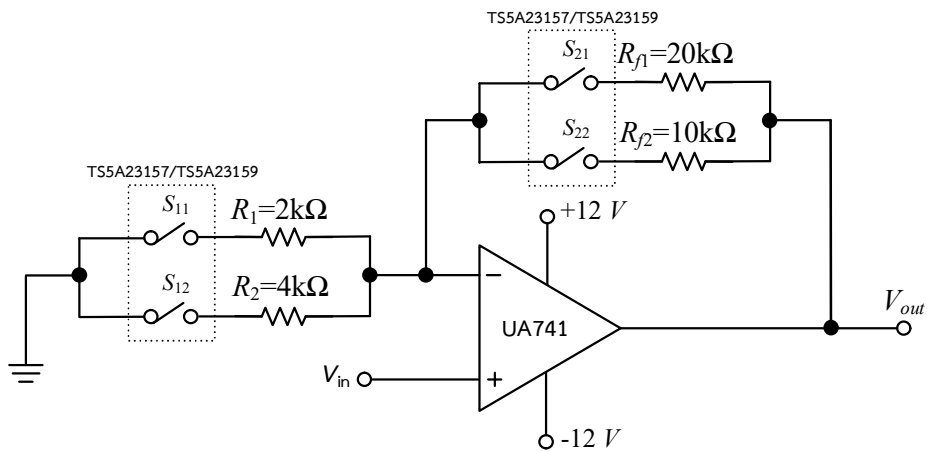 TS5A23157/TS5A23159
S21
Rf1=20kΩ
S22
Rf2=10kΩ
TS5A23157/TS5A23159
S11
R1=2kΩ
S12
R2=4kΩ
+12 V
−
UA741
+
Vin
Vout
-12 V